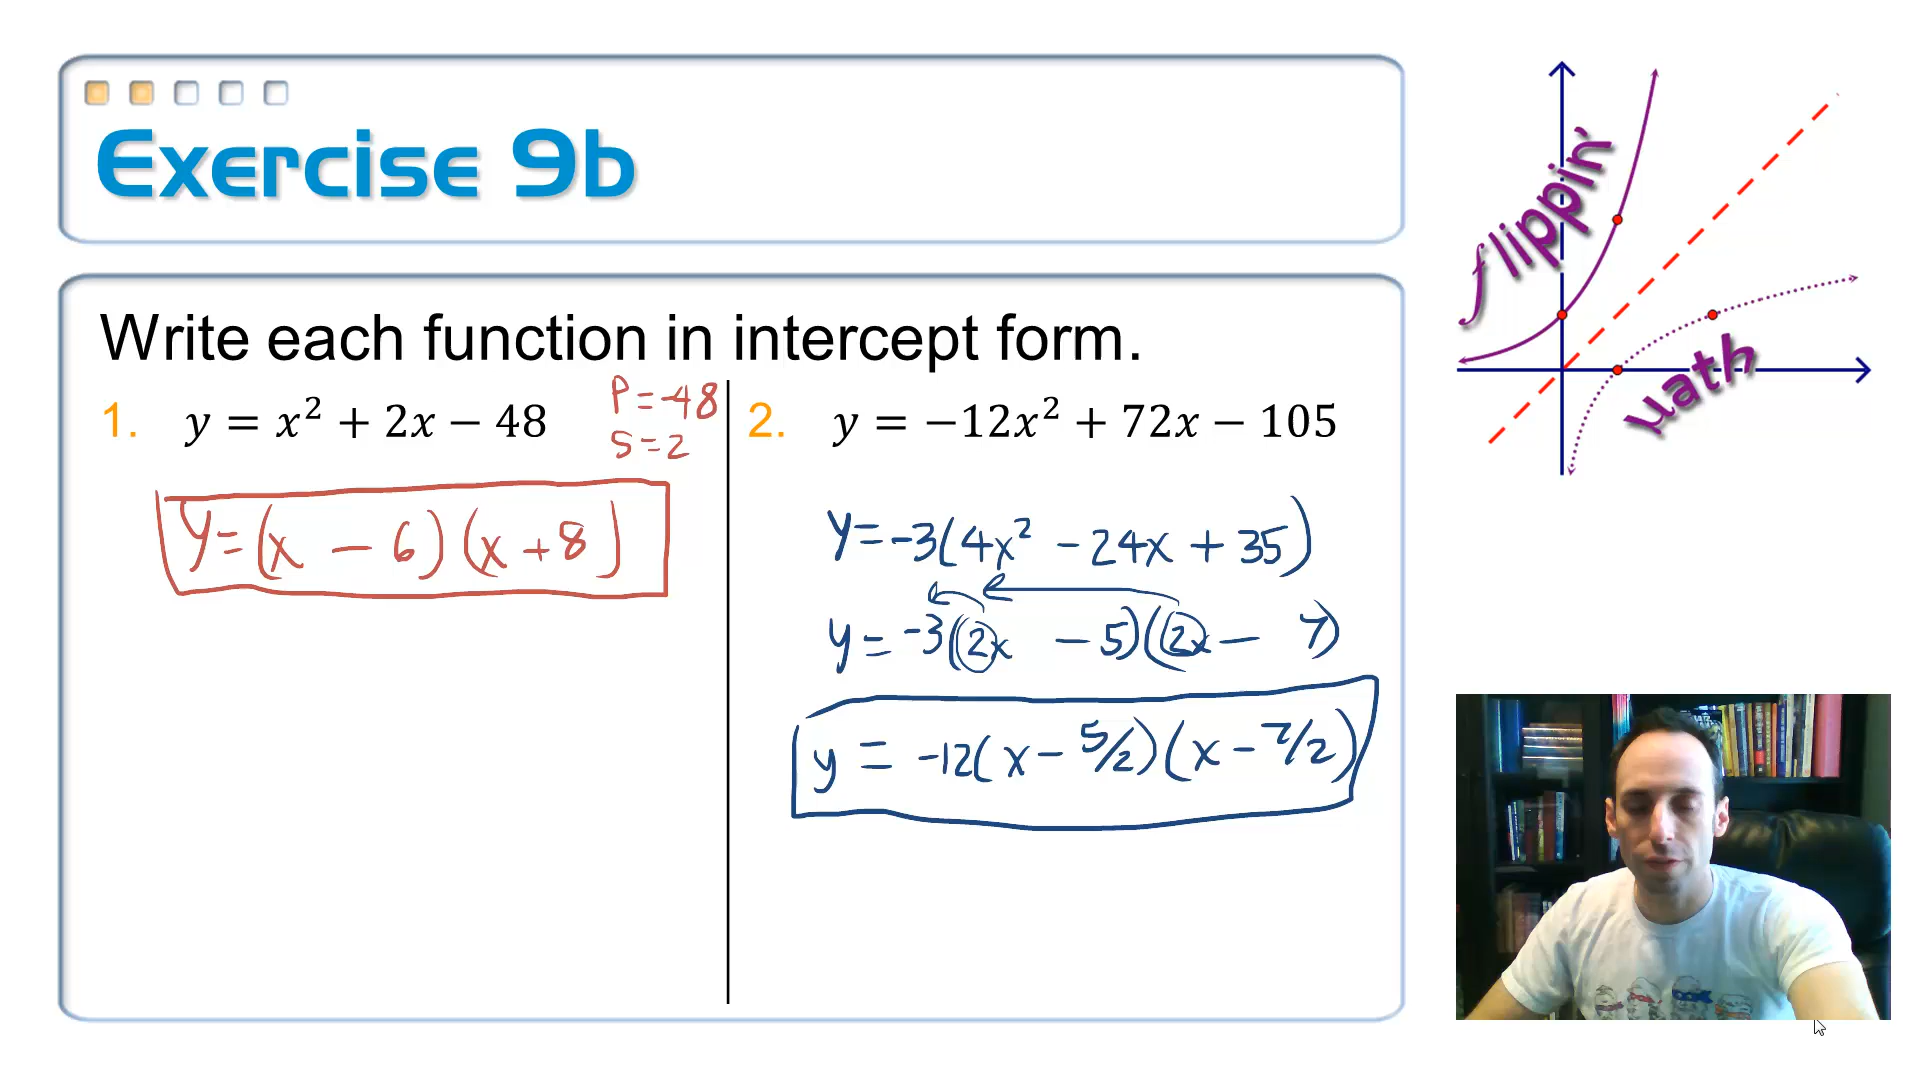 Exercise 9b
flippin'
math
Write each function in intercept form.
1. y = x² + 2x − 48
P = -48
S = 2
y = (x − 6)(x + 8)
2. y = −12x² + 72x − 105
y = -3(4x² − 24x + 35)
y = -3(2x − 5)(2x − 7)
y = -12(x − 5/2)(x − 7/2)